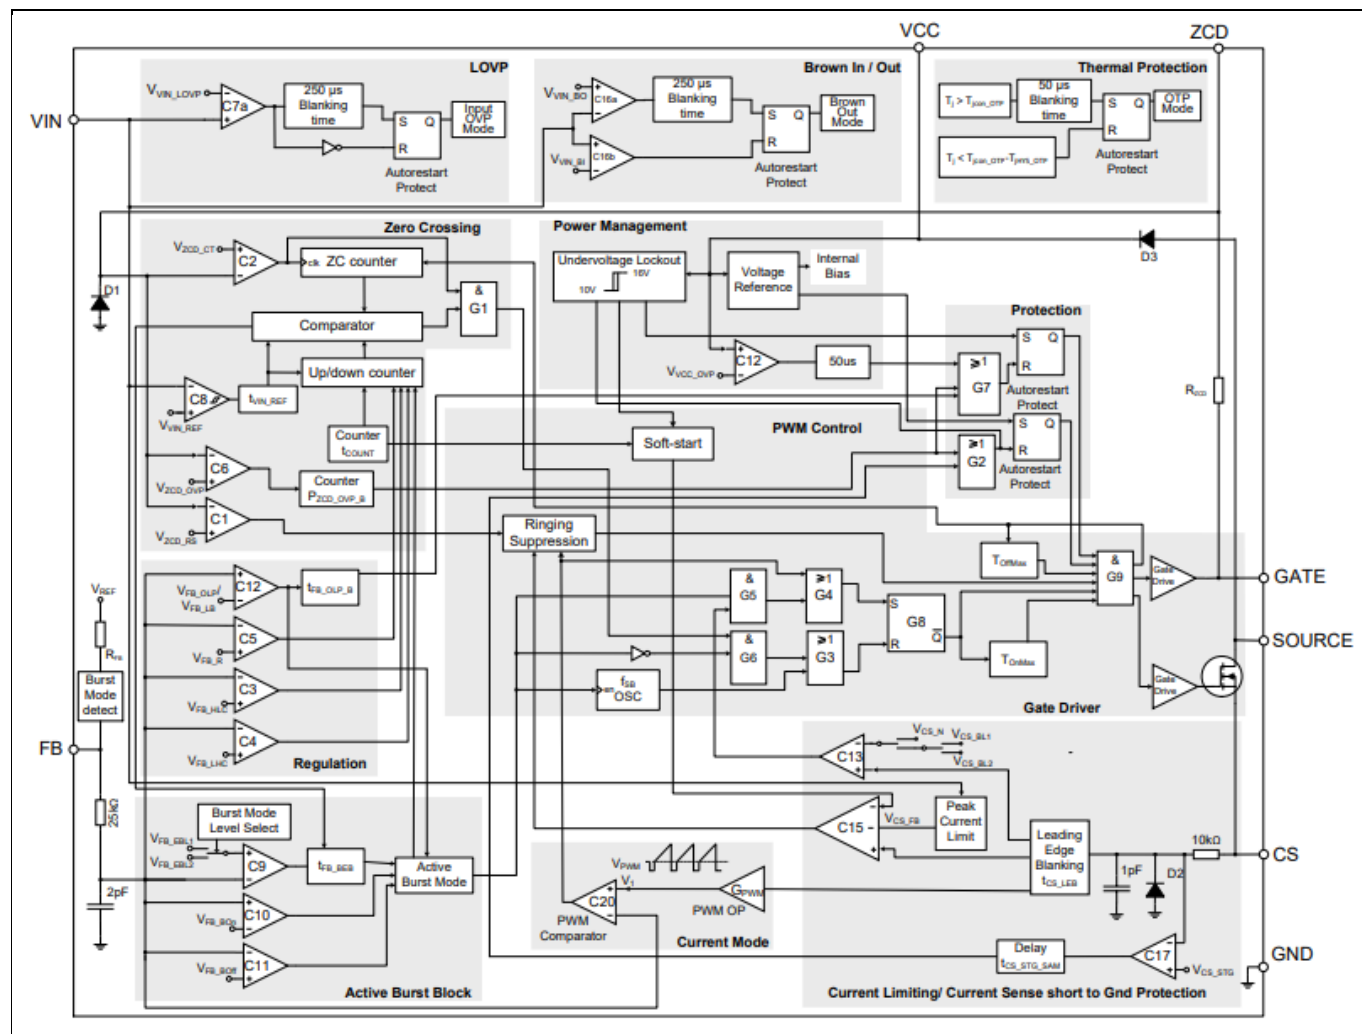 VCC
ZCD
LOVP
Brown In / Out
Thermal Protection
VIN
V_VIN_LOVP
C7a
250 µs
Blanking
time
S Q
R
Input
OVP
Mode
Autorestart
Protect
V_VIN_BO
C16a
250 µs
Blanking
time
S Q
R
Brown
Out
Mode
V_VIN_BI
C16b
Autorestart
Protect
50 µs
Blanking
time
S Q
R
OTP
Mode
Autorestart
Protect
Zero Crossing
Power Management
V_ZCD_CT
C2
clk ZC counter
&
G1
D1
Comparator
Up/down counter
C8
t_VIN_REF
V_VIN_REF
Counter
t_COUNT
C6
V_ZCD_OVP
Counter
P_ZCD_OVP_B
C1
V_ZCD_RS
Undervoltage Lockout
16V
10V
Voltage
Reference
Internal
Bias
D3
C12
V_VCC_OVP
50us
Protection
≥1
G7
S Q
R
Autorestart
Protect
≥1
G2
S Q
R
Autorestart
Protect
R_ZCD
PWM Control
Soft-start
Ringing
Suppression
T_OffMax
&
G9
Gate
Drive
GATE
SOURCE
&
G5
≥1
G4
S
G8
R
Q
&
G6
≥1
G3
T_OnMax
Gate
Drive
f_SB
en OSC
Gate Driver
C12
V_FB_OLP/
V_FB_LB
t_FB_OLP_B
V_REF
C5
V_FB_R
Burst
Mode
detect
C3
V_FB_HLC
FB
C4
V_FB_LHC
Regulation
25kΩ
2pF
Burst Mode
Level Select
V_FB_EBL1
V_FB_EBL2
C9
t_FB_BEB
Active
Burst Mode
C10
C11
V_FB_BOff
Active Burst Block
C13
V_CS_N
V_CS_BL1
V_CS_BL2
C15
V_CS_FB
Peak
Current
Limit
Leading
Edge
Blanking
t_CS_LEB
10kΩ
CS
1pF
D2
V_PWM
V_1
C20
G_PWM
PWM OP
PWM
Comparator
Current Mode
Delay
t_CS_STG_SAM
C17
V_CS_STG
GND
Current Limiting/ Current Sense short to Gnd Protection